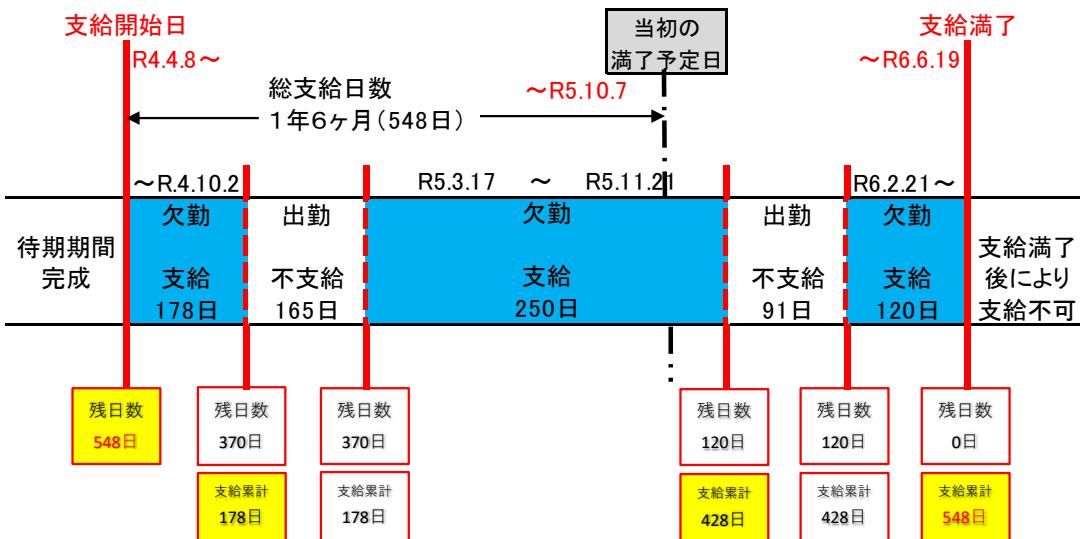 支給開始日
R4.4.8～
当初の
満了予定日
支給満了
～R6.6.19
総支給日数
1年6ヶ月(548日)
～R5.10.7
～R.4.10.2
R5.3.17 ～ R5.11.21
R6.2.21～
待期期間
完成
欠勤
支給
178日
出勤
不支給
165日
欠勤
支給
250日
出勤
不支給
91日
欠勤
支給
120日
支給満了
後により
支給不可
残日数
548日
残日数
370日
残日数
370日
残日数
120日
残日数
120日
残日数
0日
支給累計
178日
支給累計
178日
支給累計
428日
支給累計
428日
支給累計
548日